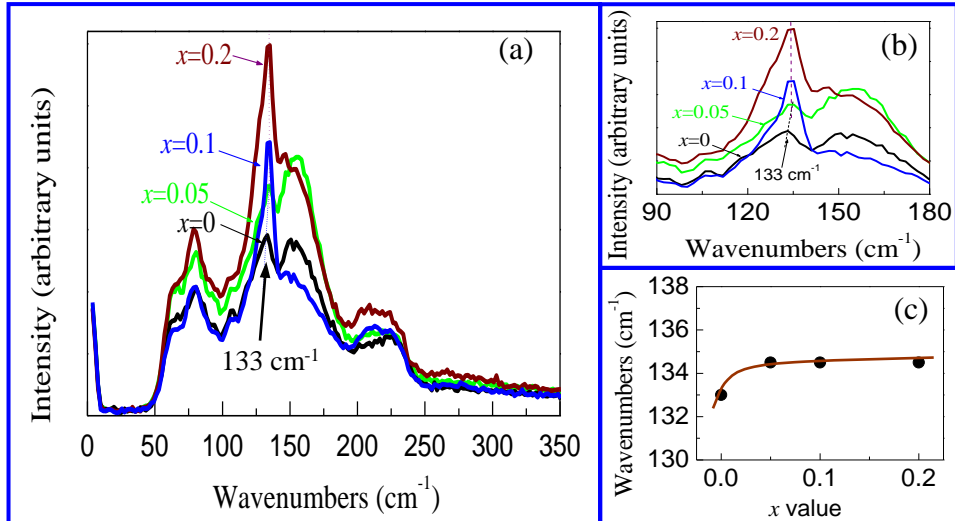 (a)
x=0.2
x=0.1
x=0.05
x=0
133 cm-1
Intensity (arbitrary units)
0 50 100 150 200 250 300 350
Wavenumbers (cm-1)
(b)
x=0.2
x=0.1
x=0.05
x=0
133 cm-1
Intensity (arbitrary units)
90 120 150 180
Wavenumbers (cm-1)
(c)
138
136
134
132
130
Wavenumbers (cm-1)
0.0 0.1 0.2
x value